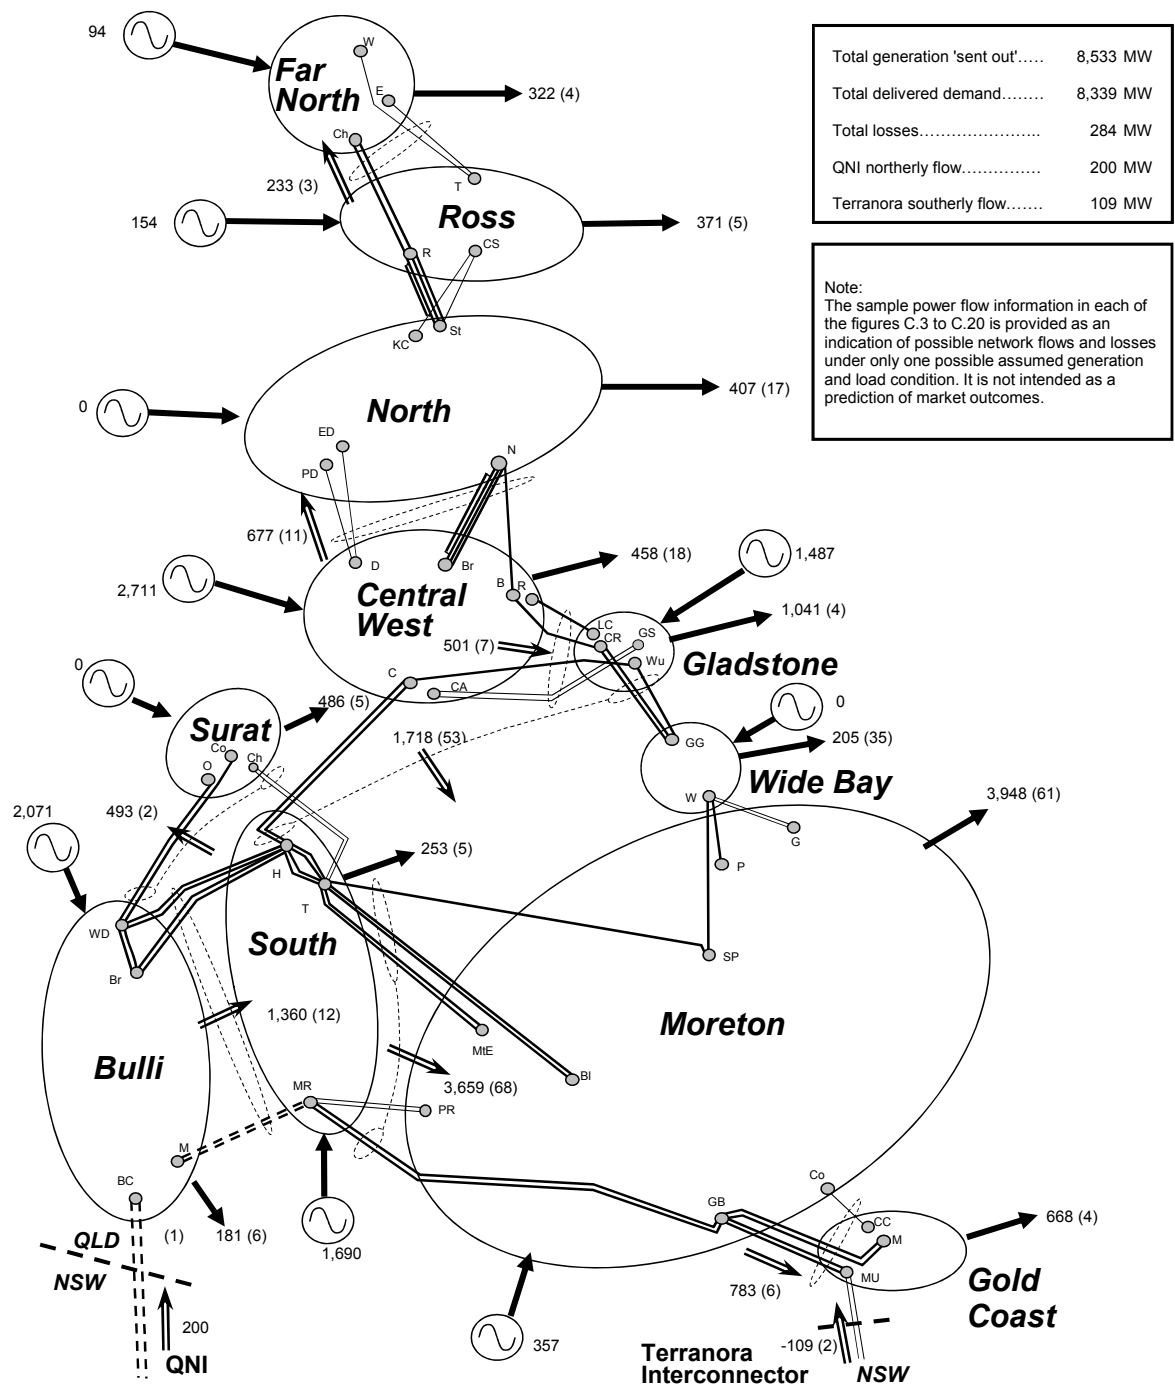 94
W
Far
North
E
322 (4)
Ch
233 (3)
T
154
Ross
371 (5)
R
CS
St
KC
0
North
407 (17)
ED
PD
N
677 (11)
D
Br
458 (18)
1,487
2,711
Central
West
B
R
1,041 (4)
LC
CR
GS
501 (7)
Wu
Gladstone
C
CA
0
486 (5)
Surat
Co
Ch
O
1,718 (53)
GG
0
205 (35)
Wide Bay
W
G
P
2,071
493 (2)
3,948 (61)
H
253 (5)
T
WD
South
SP
Br
1,360 (12)
Moreton
MtE
Bulli
BI
3,659 (68)
MR
PR
M
BC
Co
GB
CC
M
668 (4)
QLD
(1)
181 (6)
1,690
NSW
MU
783 (6)
Gold
Coast
200
QNI
357
-109 (2)
Terranora
Interconnector
NSW
Total generation 'sent out'..... 8,533 MW
Total delivered demand........ 8,339 MW
Total losses........................ 284 MW
QNI northerly flow............... 200 MW
Terranora southerly flow....... 109 MW
Note:
The sample power flow information in each of
the figures C.3 to C.20 is provided as an
indication of possible network flows and losses
under only one possible assumed generation
and load condition. It is not intended as a
prediction of market outcomes.